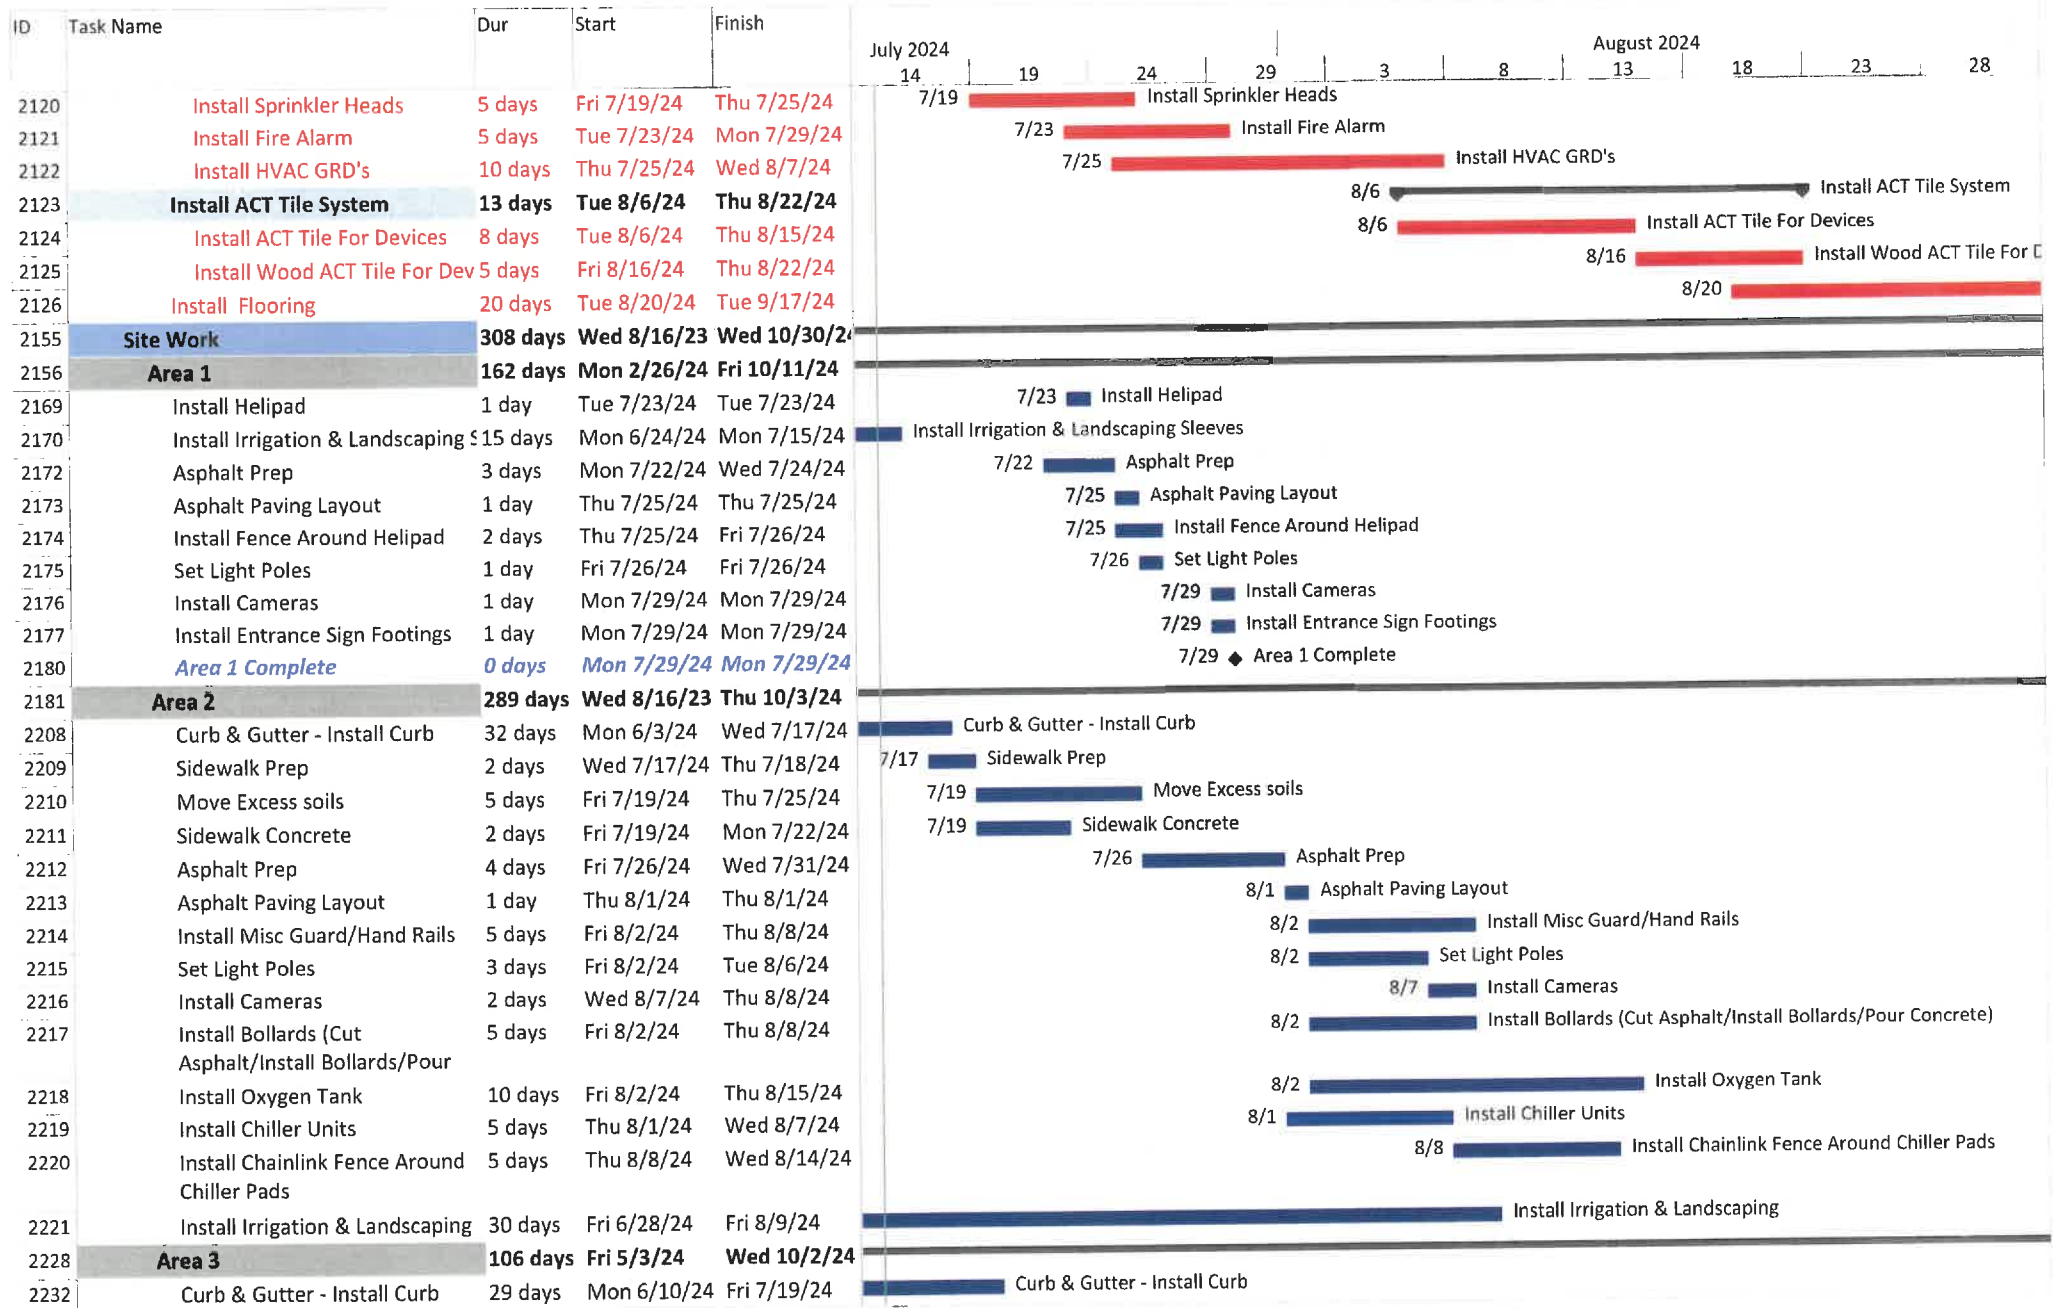 ID Task Name Dur Start Finish
July 2024 August 2024
14 19 24 29 3 8 13 18 23 28
2120 Install Sprinkler Heads 5 days Fri 7/19/24 Thu 7/25/24 7/19 Install Sprinkler Heads
2121 Install Fire Alarm 5 days Tue 7/23/24 Mon 7/29/24 7/23 Install Fire Alarm
2122 Install HVAC GRD's 10 days Thu 7/25/24 Wed 8/7/24 7/25 Install HVAC GRD's
2123 Install ACT Tile System 13 days Tue 8/6/24 Thu 8/22/24 8/6 Install ACT Tile System
2124 Install ACT Tile For Devices 8 days Tue 8/6/24 Thu 8/15/24 8/6 Install ACT Tile For Devices
2125 Install Wood ACT Tile For Dev 5 days Fri 8/16/24 Thu 8/22/24 8/16 Install Wood ACT Tile For D
2126 Install Flooring 20 days Tue 8/20/24 Tue 9/17/24 8/20
2155 Site Work 308 days Wed 8/16/23 Wed 10/30/24
2156 Area 1 162 days Mon 2/26/24 Fri 10/11/24
2169 Install Helipad 1 day Tue 7/23/24 Tue 7/23/24 7/23 Install Helipad
2170 Install Irrigation & Landscaping S 15 days Mon 6/24/24 Mon 7/15/24 Install Irrigation & Landscaping Sleeves
2172 Asphalt Prep 3 days Mon 7/22/24 Wed 7/24/24 7/22 Asphalt Prep
2173 Asphalt Paving Layout 1 day Thu 7/25/24 Thu 7/25/24 7/25 Asphalt Paving Layout
2174 Install Fence Around Helipad 2 days Thu 7/25/24 Fri 7/26/24 7/25 Install Fence Around Helipad
2175 Set Light Poles 1 day Fri 7/26/24 Fri 7/26/24 7/26 Set Light Poles
2176 Install Cameras 1 day Mon 7/29/24 Mon 7/29/24 7/29 Install Cameras
2177 Install Entrance Sign Footings 1 day Mon 7/29/24 Mon 7/29/24 7/29 Install Entrance Sign Footings
2180 Area 1 Complete 0 days Mon 7/29/24 Mon 7/29/24 7/29 Area 1 Complete
2181 Area 2 289 days Wed 8/16/23 Thu 10/3/24
2208 Curb & Gutter - Install Curb 32 days Mon 6/3/24 Wed 7/17/24 Curb & Gutter - Install Curb
2209 Sidewalk Prep 2 days Wed 7/17/24 Thu 7/18/24 7/17 Sidewalk Prep
2210 Move Excess soils 5 days Fri 7/19/24 Thu 7/25/24 7/19 Move Excess soils
2211 Sidewalk Concrete 2 days Fri 7/19/24 Mon 7/22/24 7/19 Sidewalk Concrete
2212 Asphalt Prep 4 days Fri 7/26/24 Wed 7/31/24 7/26 Asphalt Prep
2213 Asphalt Paving Layout 1 day Thu 8/1/24 Thu 8/1/24 8/1 Asphalt Paving Layout
2214 Install Misc Guard/Hand Rails 5 days Fri 8/2/24 Thu 8/8/24 8/2 Install Misc Guard/Hand Rails
2215 Set Light Poles 3 days Fri 8/2/24 Tue 8/6/24 8/2 Set Light Poles
2216 Install Cameras 2 days Wed 8/7/24 Thu 8/8/24 8/7 Install Cameras
2217 Install Bollards (Cut 5 days Fri 8/2/24 Thu 8/8/24 8/2 Install Bollards (Cut Asphalt/Install Bollards/Pour Concrete)
Asphalt/Install Bollards/Pour
2218 Install Oxygen Tank 10 days Fri 8/2/24 Thu 8/15/24 8/2 Install Oxygen Tank
2219 Install Chiller Units 5 days Thu 8/1/24 Wed 8/7/24 8/1 Install Chiller Units
2220 Install Chainlink Fence Around 5 days Thu 8/8/24 Wed 8/14/24 8/8 Install Chainlink Fence Around Chiller Pads
Chiller Pads
2221 Install Irrigation & Landscaping 30 days Fri 6/28/24 Fri 8/9/24 Install Irrigation & Landscaping
2228 Area 3 106 days Fri 5/3/24 Wed 10/2/24
2232 Curb & Gutter - Install Curb 29 days Mon 6/10/24 Fri 7/19/24 Curb & Gutter - Install Curb